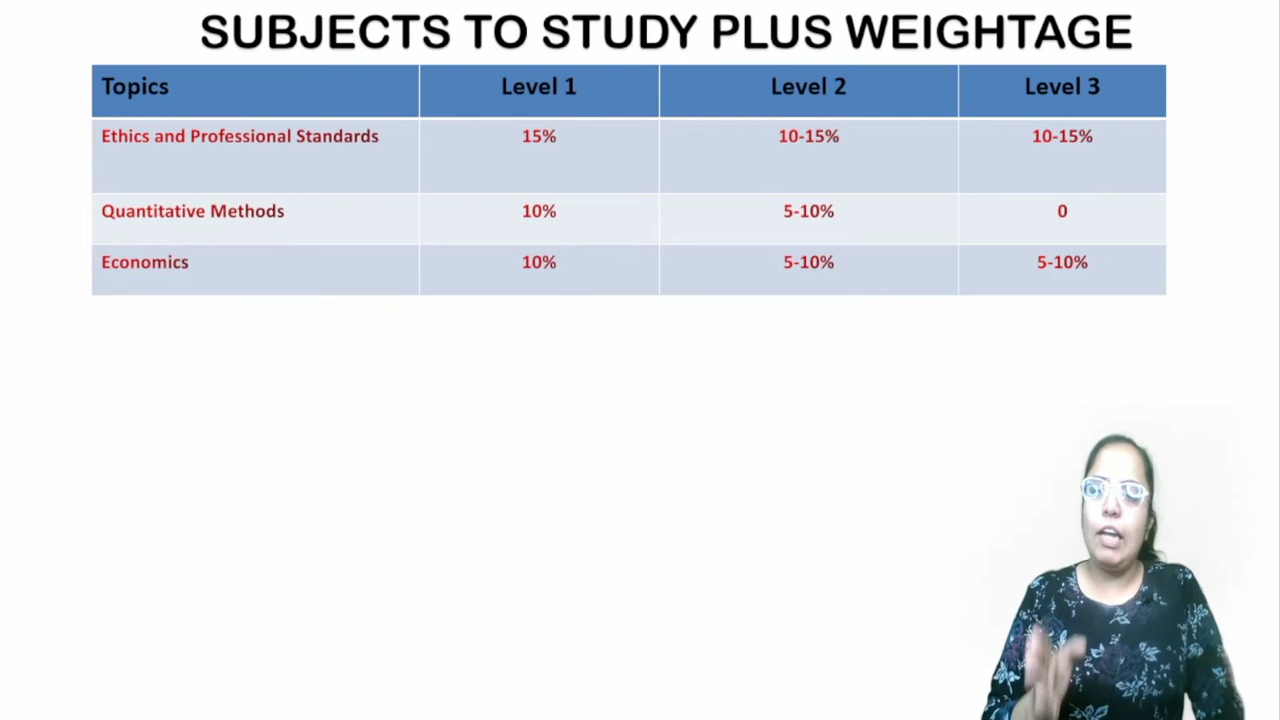 SUBJECTS TO STUDY PLUS WEIGHTAGE
Topics Level 1 Level 2 Level 3
Ethics and Professional Standards 15% 10-15% 10-15%
Quantitative Methods 10% 5-10% 0
Economics 10% 5-10% 5-10%